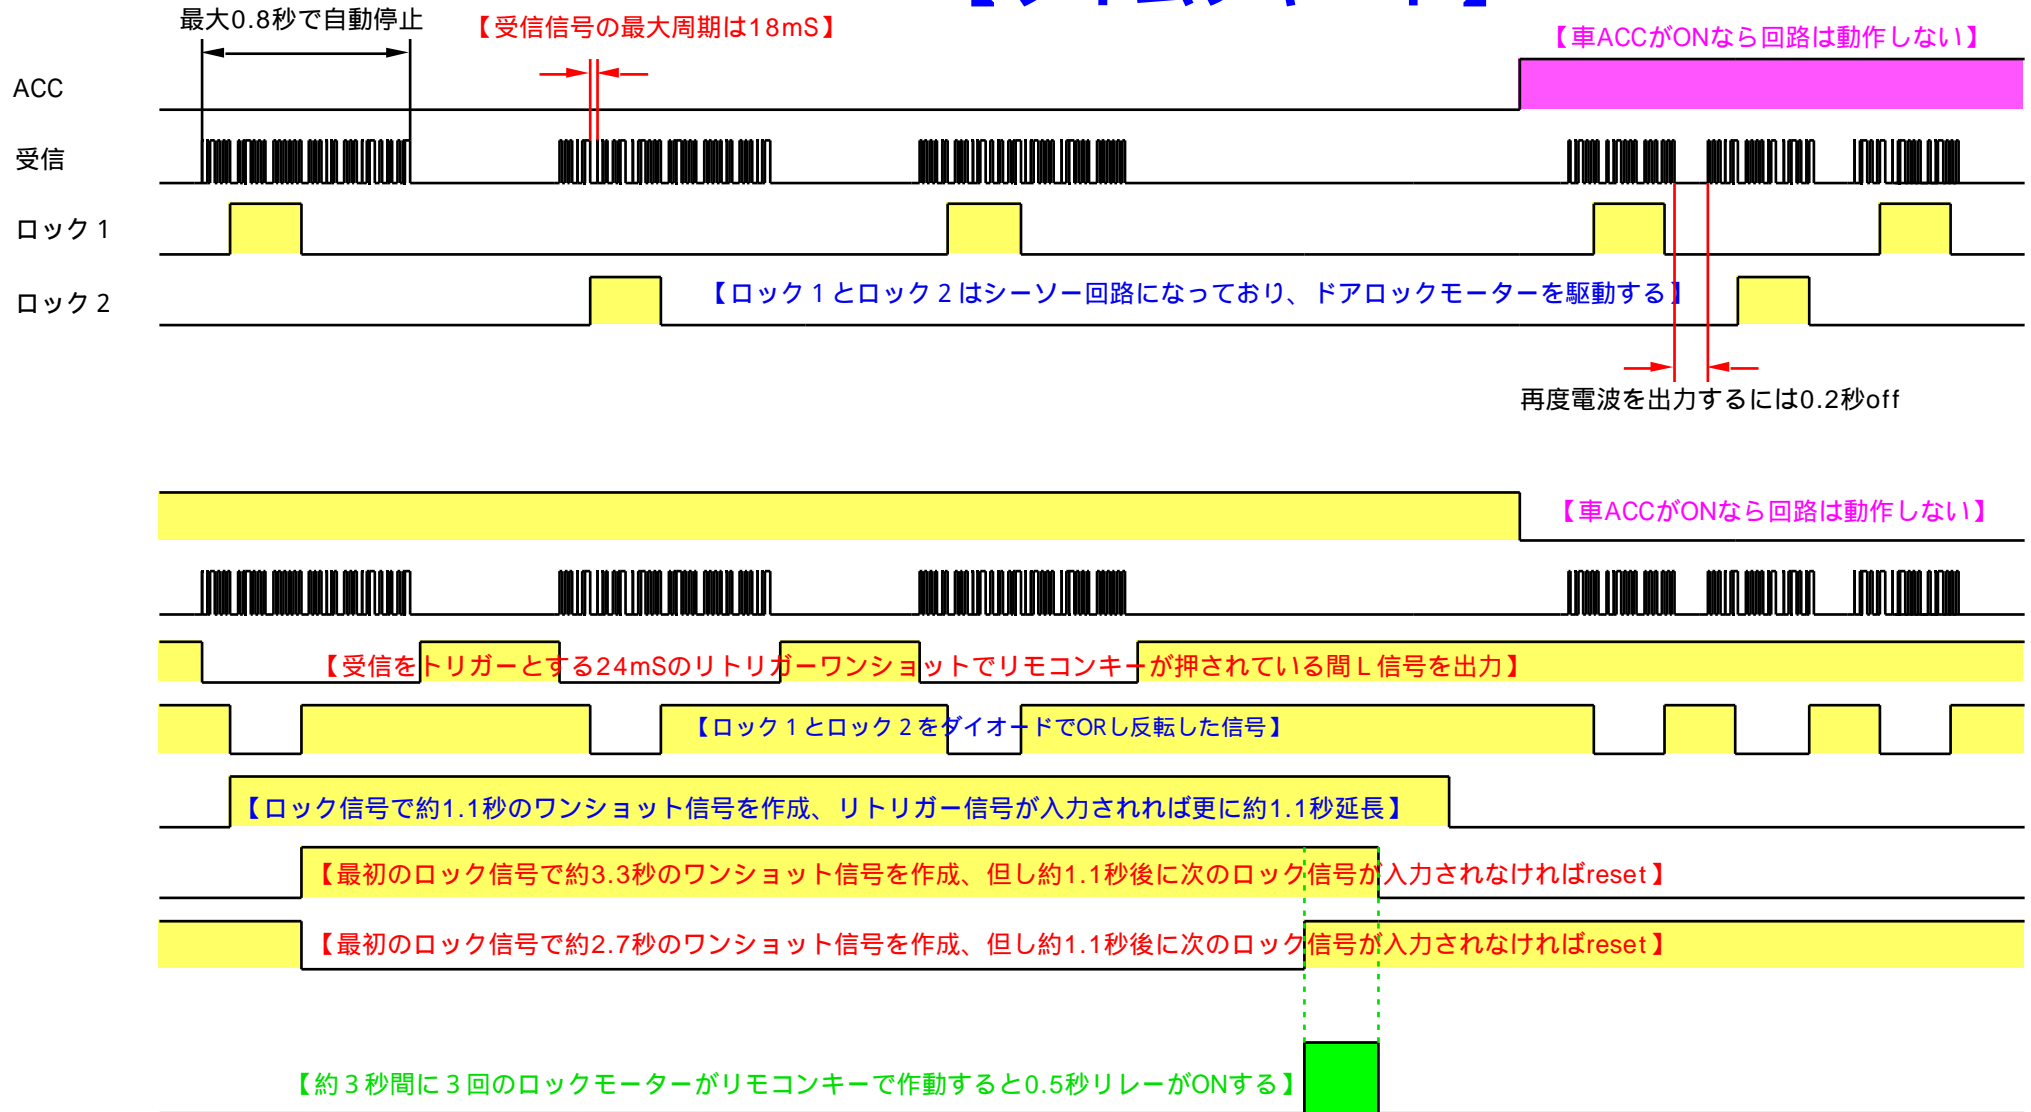 最大0.8秒で自動停止
【受信信号の最大周期は18mS】
【車ACCがONなら回路は動作しない】
ACC
受信
ロック1
ロック2
【ロック1とロック2はシーソー回路になっており、ドアロックモーターを駆動する】
再度電波を出力するには0.2秒off
【車ACCがONなら回路は動作しない】
【受信をトリガーとする24mSのリトリガーワンショットでリモコンキーが押されている間L信号を出力】
【ロック1とロック2をダイオードでORし反転した信号】
【ロック信号で約1.1秒のワンショット信号を作成、リトリガー信号が入力されれば更に約1.1秒延長】
【最初のロック信号で約3.3秒のワンショット信号を作成、但し約1.1秒後に次のロック信号が入力されなければreset】
【最初のロック信号で約2.7秒のワンショット信号を作成、但し約1.1秒後に次のロック信号が入力されなければreset】
【約3秒間に3回のロックモーターがリモコンキーで作動すると0.5秒リレーがONする】